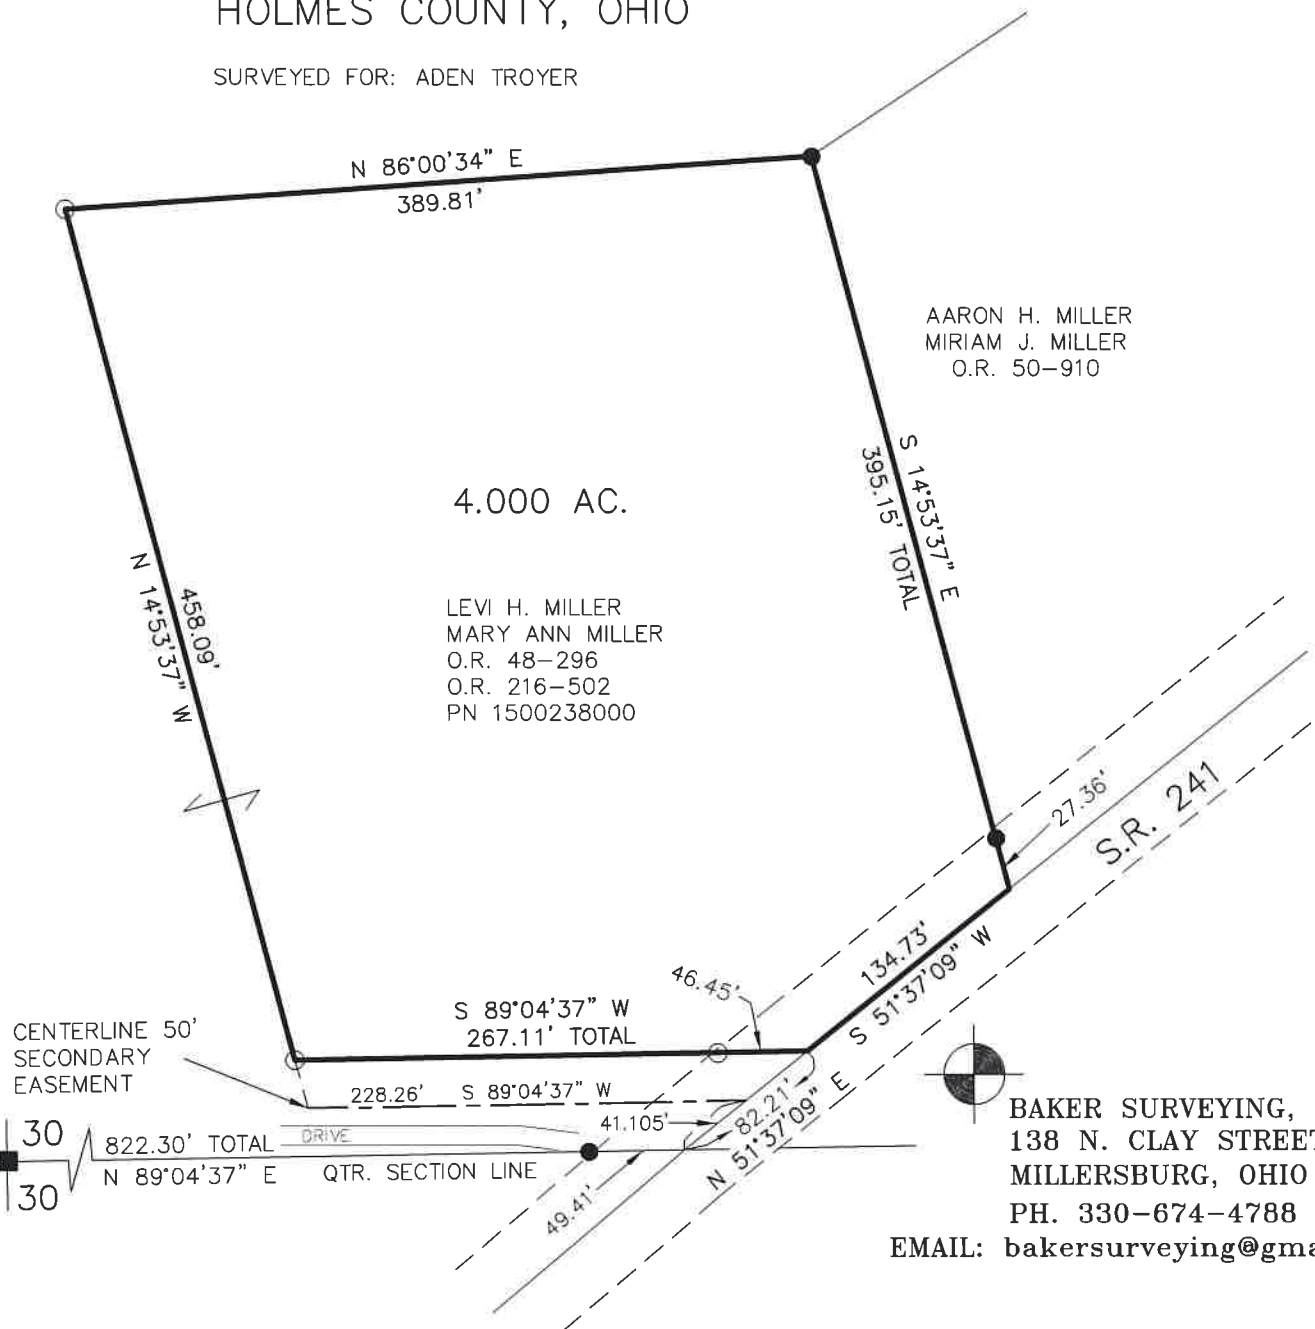 HOLMES COUNTY, OHIO
SURVEYED FOR: ADEN TROYER
N 86°00'34" E
389.81'
AARON H. MILLER
MIRIAM J. MILLER
O.R. 50-910
S 14°53'37" E
395.15' TOTAL
4.000 AC.
N 14°53'37" W
458.09'
LEVI H. MILLER
MARY ANN MILLER
O.R. 48-296
O.R. 216-502
PN 1500238000
27.36'
S.R. 241
134.73'
S 51°37'09" W
46.45'
S 89°04'37" W
267.11' TOTAL
CENTERLINE 50'
SECONDARY
EASEMENT
228.26' S 89°04'37" W
41.105'
82.21'
N 51°37'09" E
DRIVE
30
822.30' TOTAL
N 89°04'37" E QTR. SECTION LINE
30
49.41'
BAKER SURVEYING,
138 N. CLAY STREET
MILLERSBURG, OHIO
PH. 330-674-4788
EMAIL: bakersurveying@gma